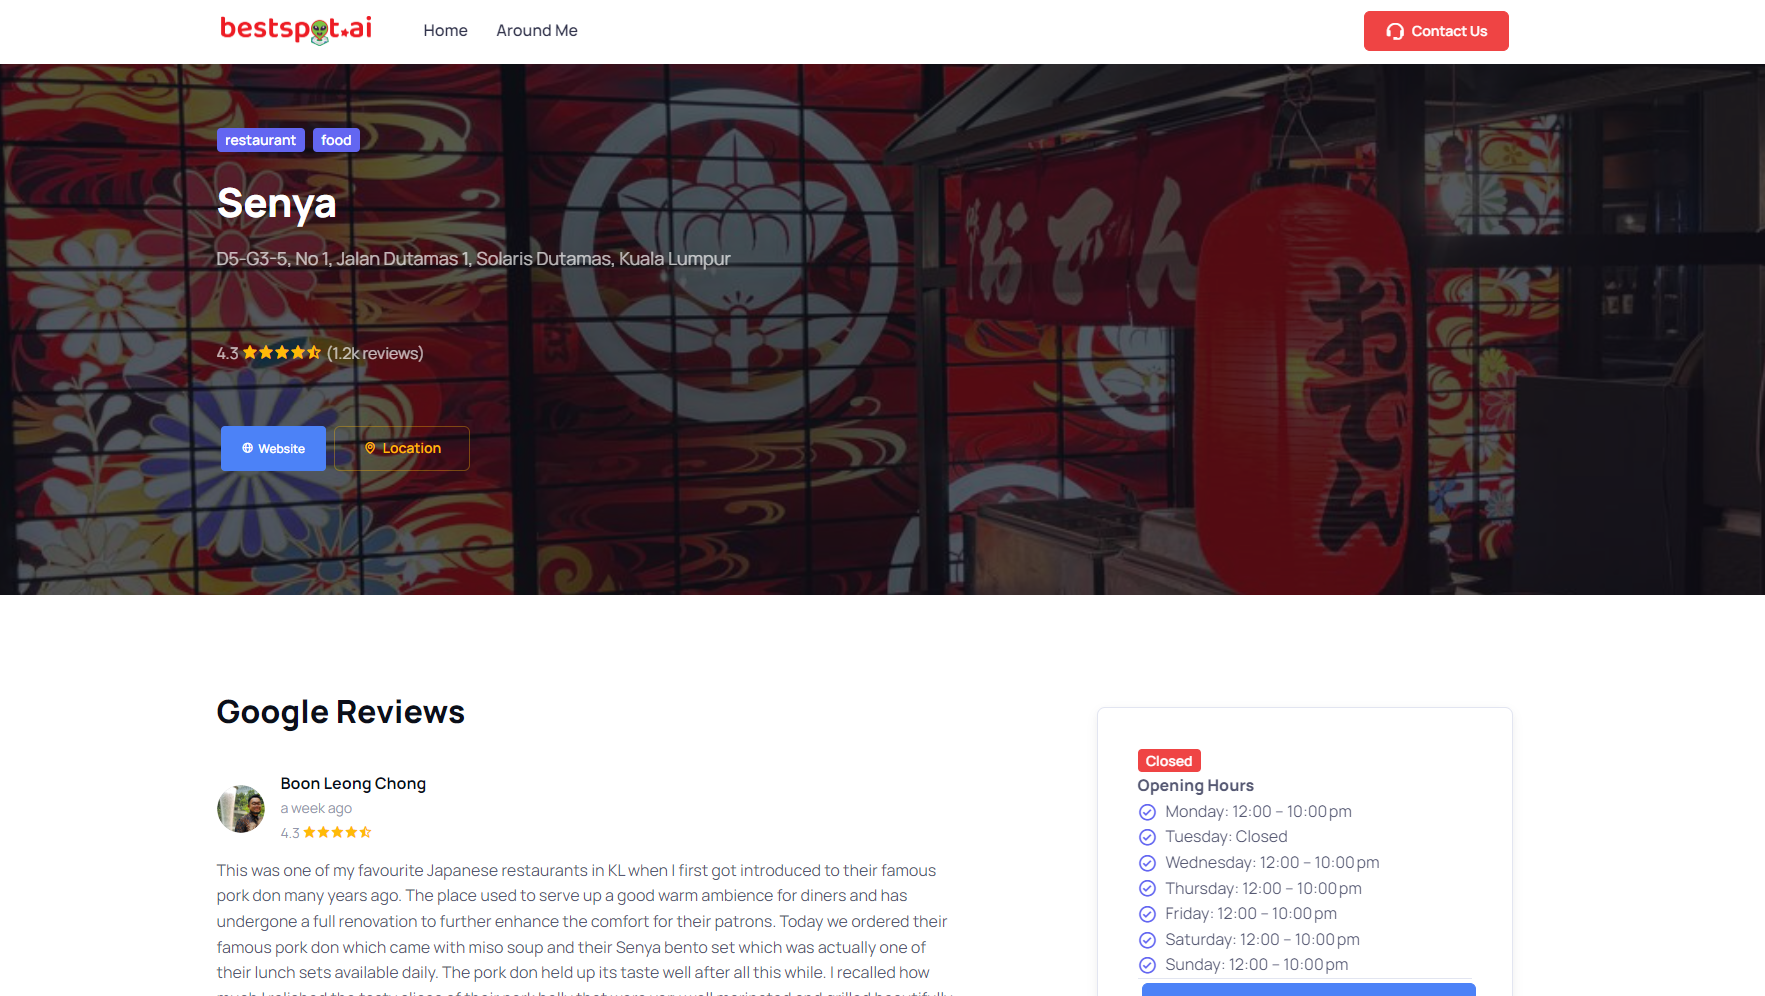 bestspot.ai
Home
Around Me
Contact Us
restaurant
food
Senya
D5-G3-5, No 1, Jalan Dutamas 1, Solaris Dutamas, Kuala Lumpur
4.3 (1.2k reviews)
Website
Location
おでん
おでん
Google Reviews
Boon Leong Chong
a week ago
4.3
This was one of my favourite Japanese restaurants in KL when I first got introduced to their famous
pork don many years ago. The place used to serve up a good warm ambience for diners and has
undergone a full renovation to further enhance the comfort for their patrons. Today we ordered their
famous pork don which came with miso soup and their Senya bento set which was actually one of
their lunch sets available daily. The pork don held up its taste well after all this while. I recalled how
Closed
Opening Hours
Monday: 12:00 – 10:00 pm
Tuesday: Closed
Wednesday: 12:00 – 10:00 pm
Thursday: 12:00 – 10:00 pm
Friday: 12:00 – 10:00 pm
Saturday: 12:00 – 10:00 pm
Sunday: 12:00 – 10:00 pm